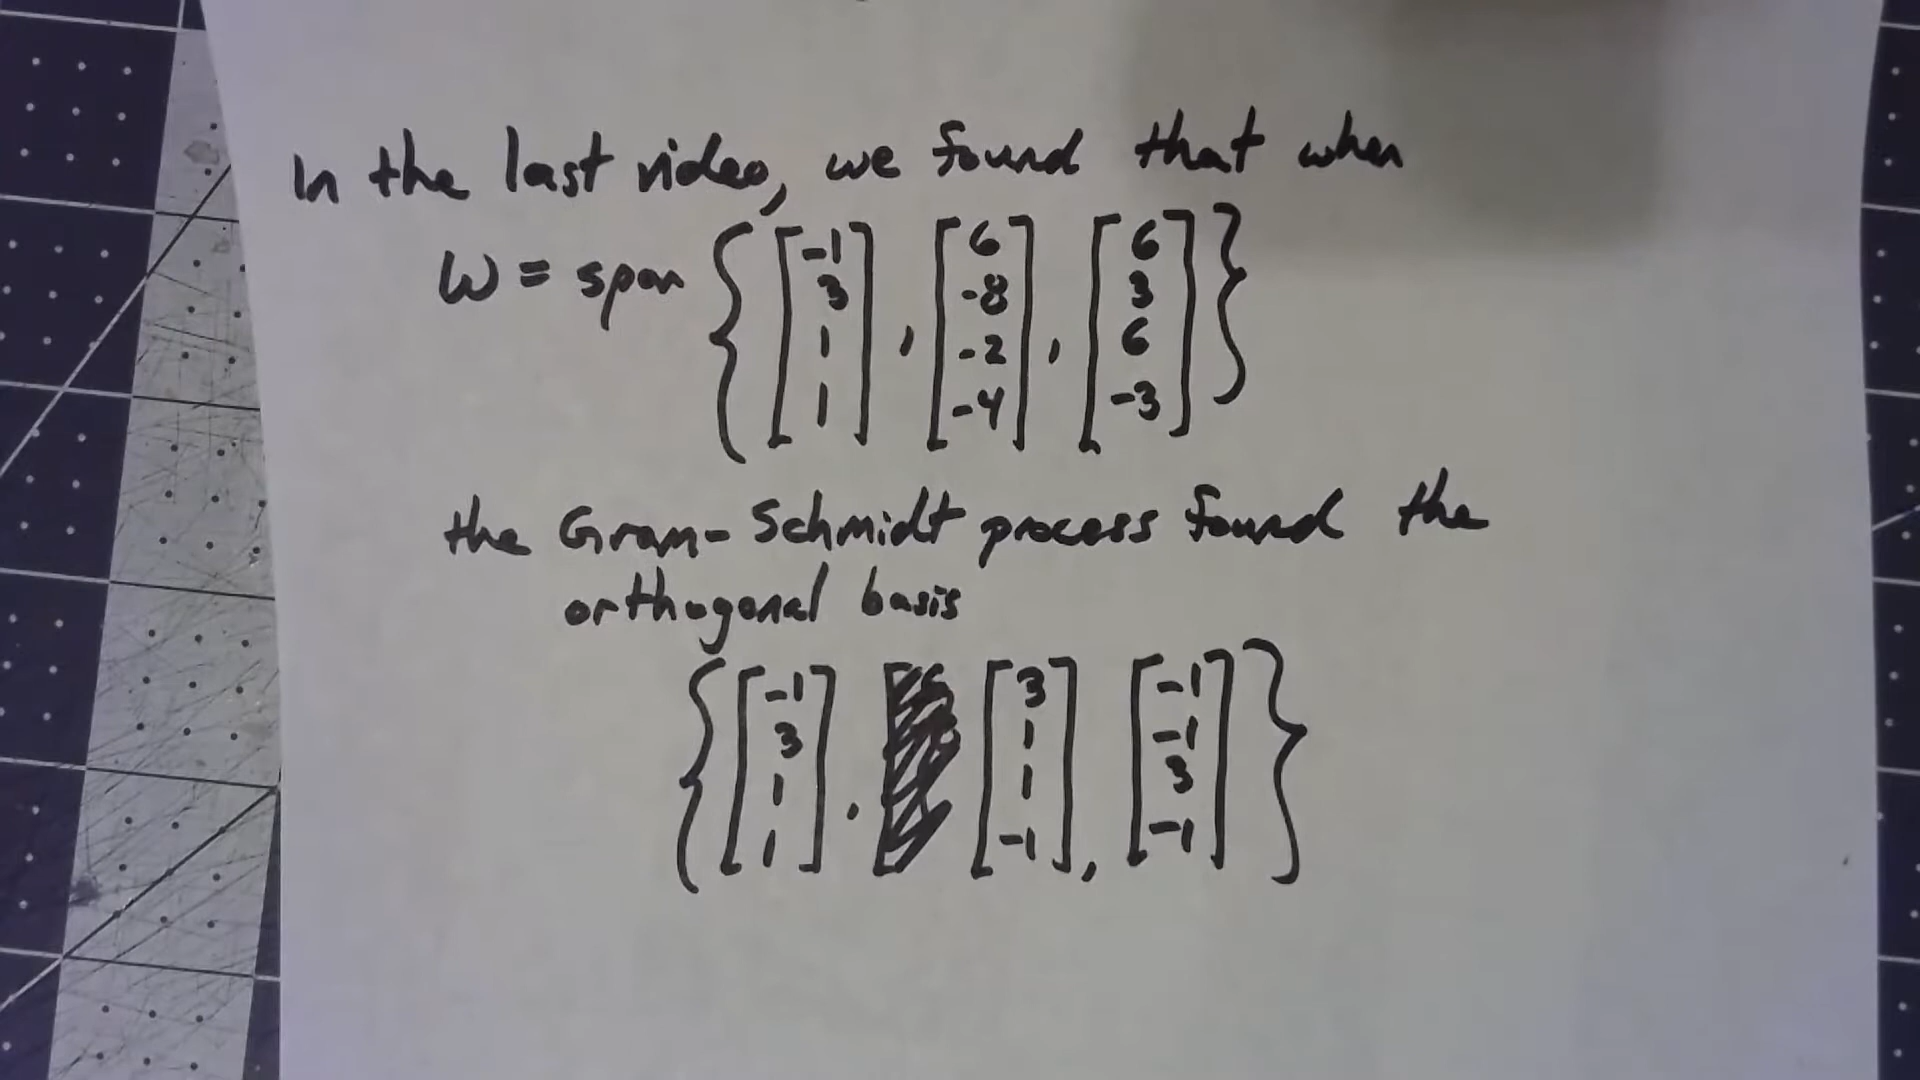 In the last video, we found that when
W = span { [-1 3 1 1], [6 -8 -2 -4], [6 3 6 -3] }
the Gram-Schmidt process found the
orthogonal basis
{ [-1 3 1 1], [3 1 1 -1], [-1 -1 3 -1] }